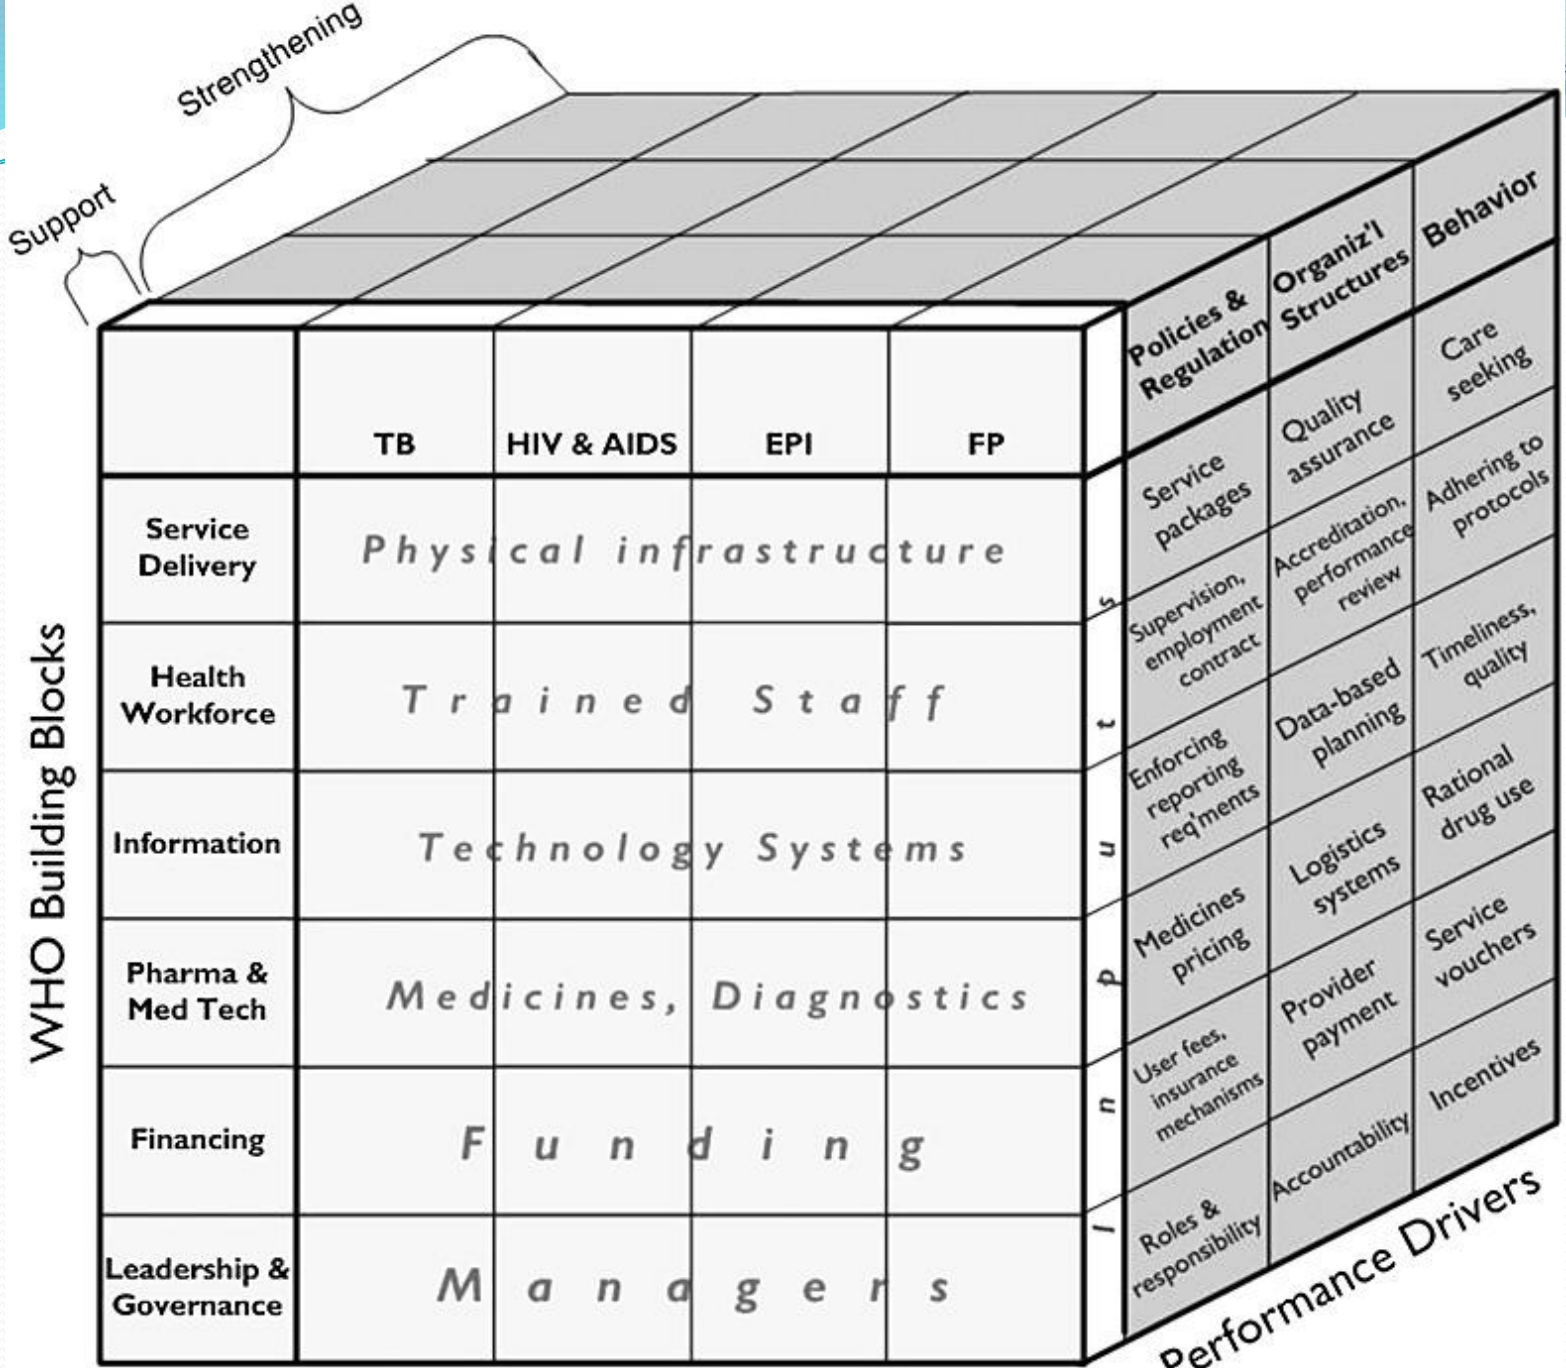 Strengthening
Support
WHO Building Blocks
TB
HIV & AIDS
EPI
FP
Service
Delivery
Physical infrastructure
Health
Workforce
Trained Staff
Information
Technology Systems
Pharma &
Med Tech
Medicines, Diagnostics
Financing
Funding
Leadership &
Governance
Managers
Inputs
Policies &
Regulation
Organiz'l
Structures
Behavior
Service
packages
Quality
assurance
Care
seeking
Supervision,
employment
contract
Accreditation,
performance
review
Adhering to
protocols
Enforcing
reporting
req'ments
Data-based
planning
Timeliness,
quality
Medicines
pricing
Logistics
systems
Rational
drug use
User fees,
insurance
mechanisms
Provider
payment
Service
vouchers
Roles &
responsibility
Accountability
Incentives
Performance Drivers